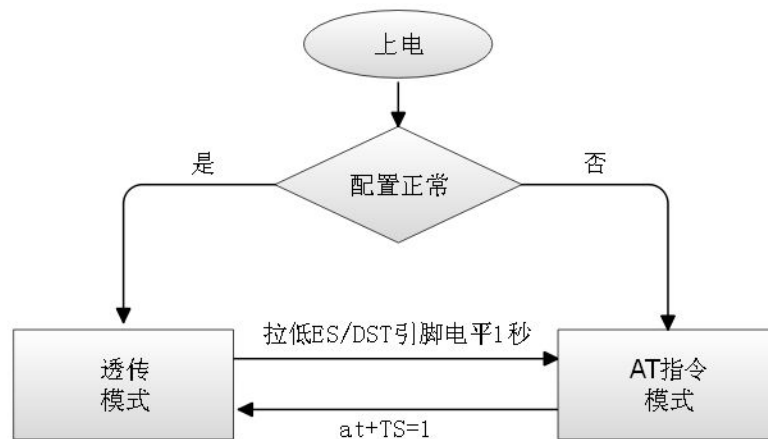 上电
是
否
配置正常
拉低ES/DST引脚电平1秒
透传
模式
AT指令
模式
at+TS=1